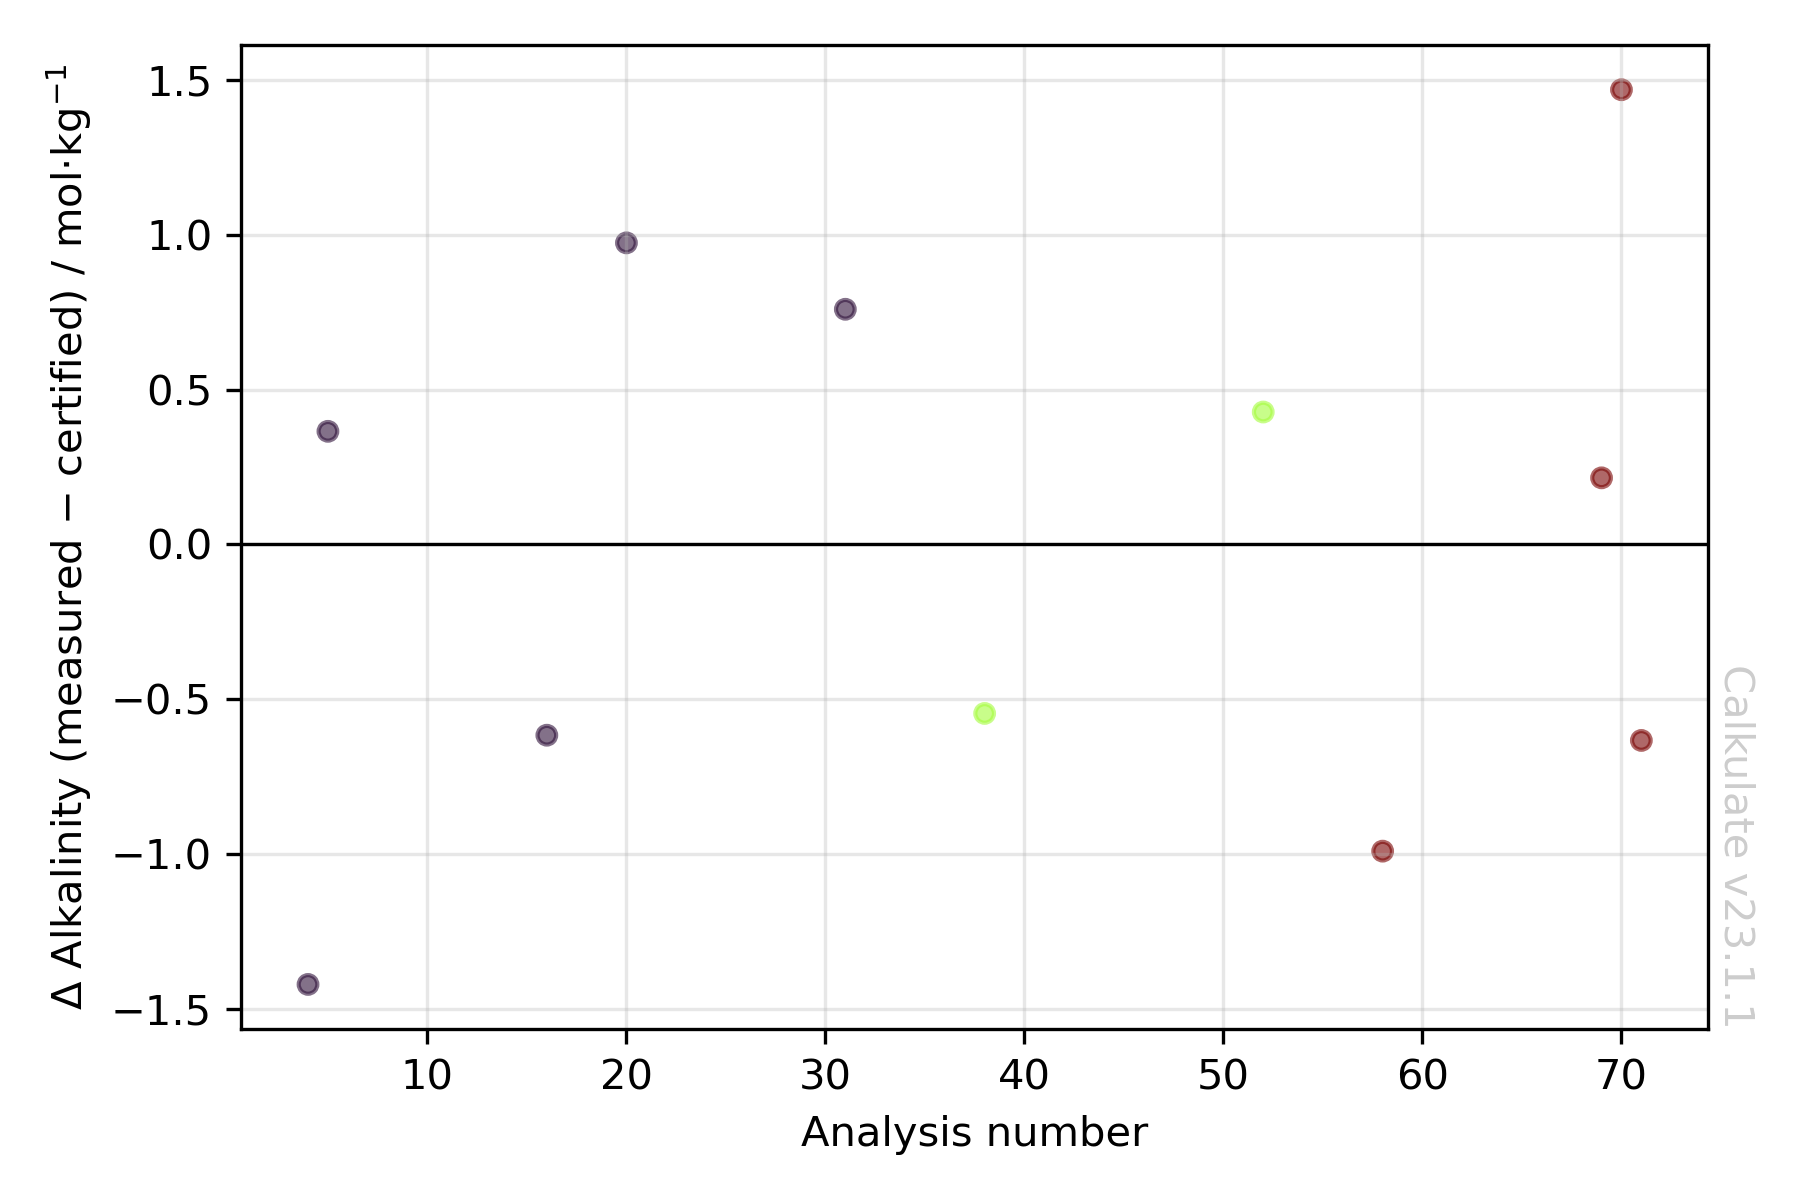 Δ Alkalinity (measured − certified) / mol·kg⁻¹
1.5
1.0
0.5
0.0
−0.5
−1.0
−1.5
10 20 30 40 50 60 70
Analysis number
Calkulate v23.1.1